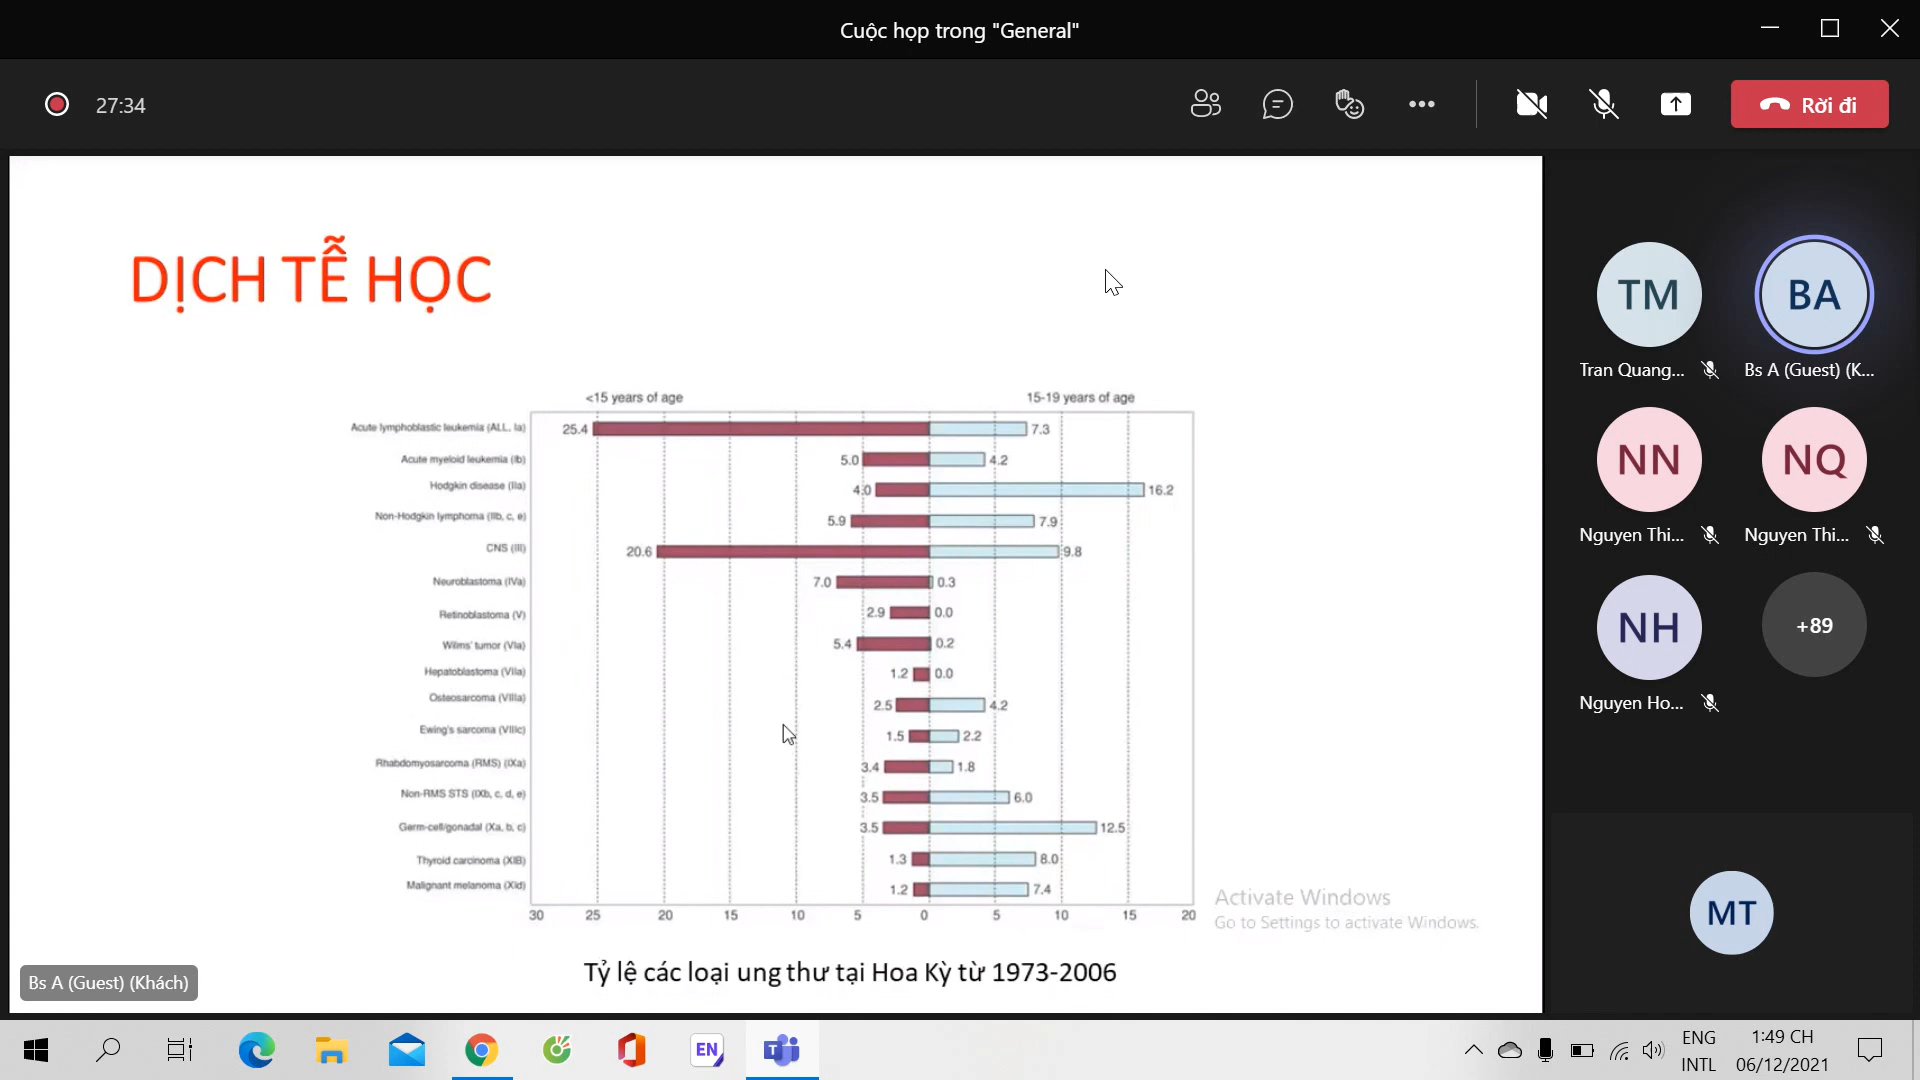 Cuộc họp trong "General"
27:34
Rời đi
DỊCH TỄ HỌC
<15 years of age
15-19 years of age
Acute lymphoblastic leukemia (ALL, Ia) 25.4 7.3
Acute myeloid leukemia (Ib) 5.0 4.2
Hodgkin disease (IIa) 4.0 16.2
Non-Hodgkin lymphoma (IIb, c, e) 5.9 7.9
CNS (III) 20.6 9.8
Neuroblastoma (IVa) 7.0 0.3
Retinoblastoma (V) 2.9 0.0
Wilms' tumor (VIa) 5.4 0.2
Hepatoblastoma (VIIa) 1.2 0.0
Osteosarcoma (VIIIa) 2.5 4.2
Ewing's sarcoma (VIIIc) 1.5 2.2
Rhabdomyosarcoma (RMS) (IXa) 3.4 1.8
Non-RMS STS (IXb, c, d, e) 3.5 6.0
Germ-cell/gonadal (Xa, b, c) 3.5 12.5
Thyroid carcinoma (XIB) 1.3 8.0
Malignant melanoma (XId) 1.2 7.4
30 25 20 15 10 5 0 5 10 15 20
Tỷ lệ các loại ung thư tại Hoa Kỳ từ 1973-2006
Activate Windows
Go to Settings to activate Windows.
Bs A (Guest) (Khách)
TM
BA
Tran Quang...
Bs A (Guest) (K...
NN
NQ
Nguyen Thi...
Nguyen Thi...
NH
+89
Nguyen Ho...
MT
EN
T
ENG
INTL
1:49 CH
06/12/2021